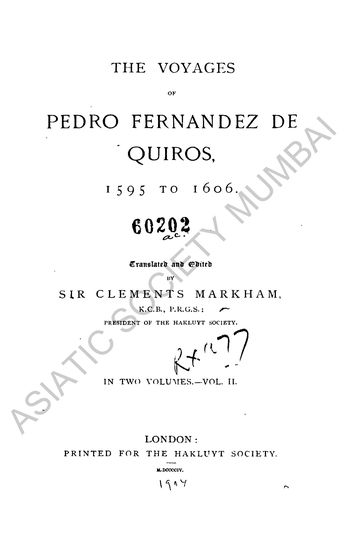 THE VOYAGES
OF
PEDRO FERNANDEZ DE
QUIROS,
1595 TO 1606.
60202
ac.
Translated and Edited
BY
SIR CLEMENTS MARKHAM,
K.C.B., P.R.G.S.:
PRESIDENT OF THE HAKLUYT SOCIETY.
IN TWO VOLUMES.—VOL. II.
LONDON:
PRINTED FOR THE HAKLUYT SOCIETY.
M.DCCCCIV.
1904
ASIATIC SOCIETY MUMBAI